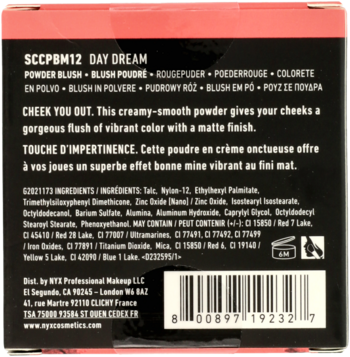 SCCPBM12 DAY DREAM
POWDER BLUSH • BLUSH POUDRÉ • ROUGEPUDER • POEDERROUGE • COLORETE
EN POLVO • BLUSH IN POLVERE • PUDROWY RÓŻ • BLUSH EM PÓ • ΡΟΥΖ ΣΕ ΠΟΥΔΡΑ
CHEEK YOU OUT. This creamy-smooth powder gives your cheeks a
gorgeous flush of vibrant color with a matte finish.
TOUCHE D'IMPERTINENCE. Cette poudre en crème onctueuse offre
à vos joues un superbe effet bonne mine vibrant au fini mat.
G2021173 INGREDIENTS / INGRÉDIENTS: Talc, Nylon-12, Ethylhexyl Palmitate,
Trimethylsiloxyphenyl Dimethicone, Zinc Oxide [Nano] / Zinc Oxide, Isostearyl Isostearate,
Octyldodecanol, Barium Sulfate, Alumina, Aluminum Hydroxide, Caprylyl Glycol, Octyldodecyl
Stearoyl Stearate, Phenoxyethanol. MAY CONTAIN / PEUT CONTENIR (+/-): CI 15850 / Red 7 Lake,
CI 45410 / Red 28 Lake, CI 77007 / Ultramarines, CI 77491, CI 77492, CI 77499
/ Iron Oxides, CI 77891 / Titanium Dioxide, Mica, CI 15850 / Red 6, CI 19140 /
Yellow 5 Lake, CI 42090 / Blue 1 Lake. <D232595/1>
6M
Dist. by NYX Professional Makeup LLC
El Segundo, CA 90245 – London W6 8AZ
41, rue Martre 92110 CLICHY France
TSA 75000 93584 ST OUEN CEDEX FR
www.nyxcosmetics.com
8 00897 19232 7